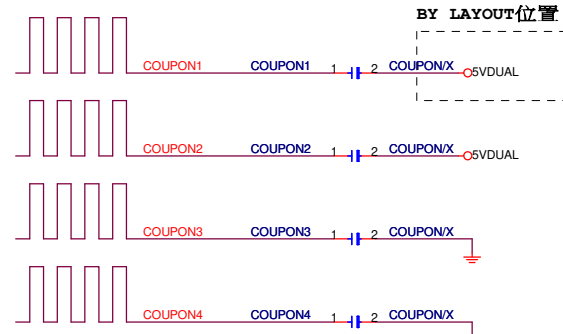 BY LAYOUT位置
COUPON1 COUPON1 1 2 COUPON/X 5VDUAL
COUPON2 COUPON2 1 2 COUPON/X 5VDUAL
COUPON3 COUPON3 1 2 COUPON/X
COUPON4 COUPON4 1 2 COUPON/X